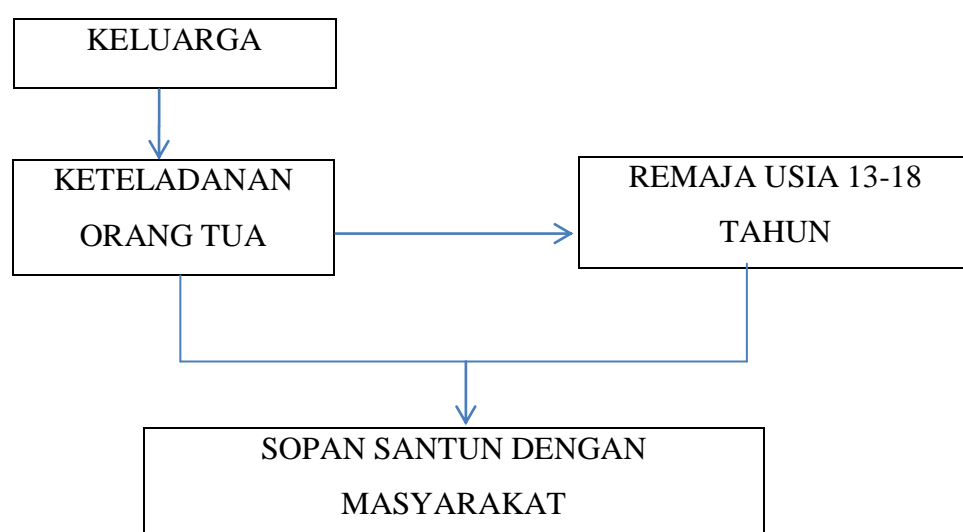 KELUARGA
KETELADANAN
ORANG TUA
REMAJA USIA 13-18
TAHUN
SOPAN SANTUN DENGAN
MASYARAKAT